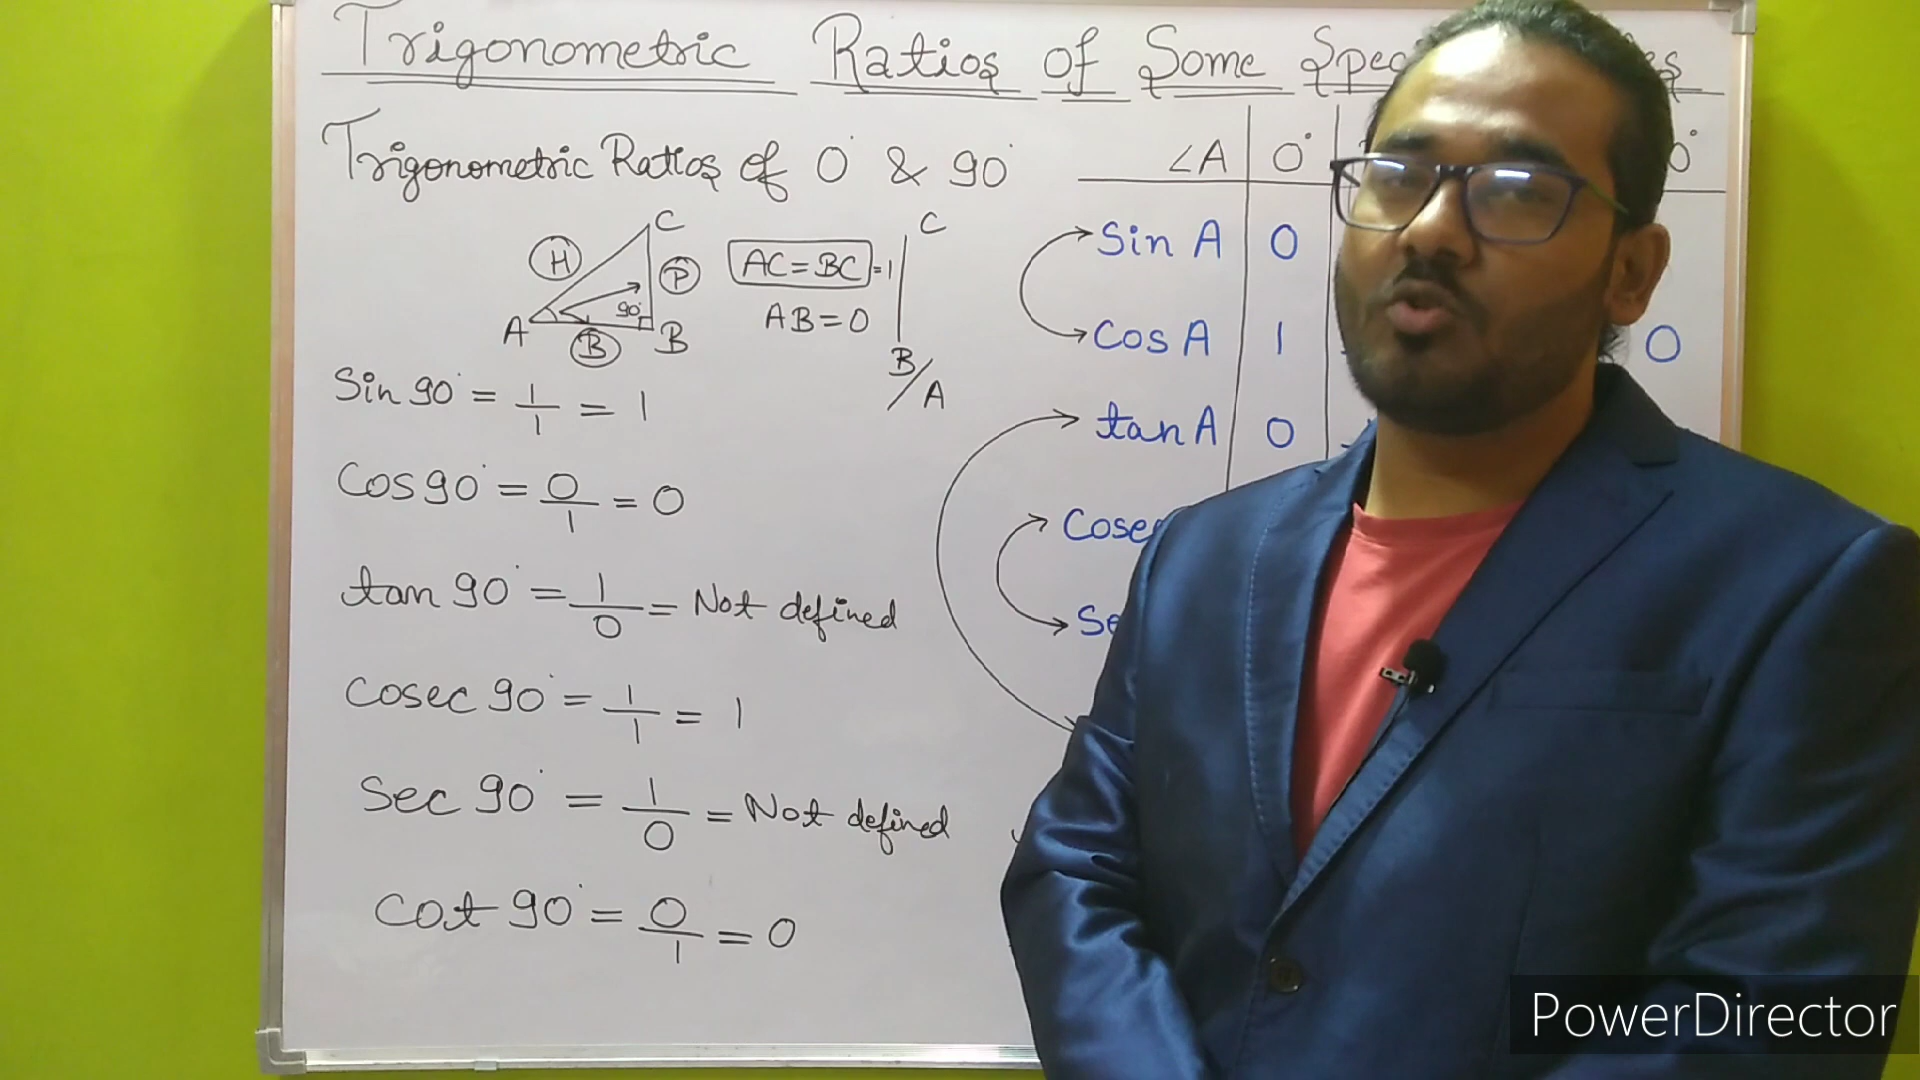 Trigonometric Ratios of Some
Trigonometric Ratios of 0° & 90°
C
H
P
90°
A
B
B
AC=BC =1
AB=0
C
B/A
Sin 90° = 1/1 = 1
Cos 90° = 0/1 = 0
tan 90° = 1/0 = Not defined
Cosec 90° = 1/1 = 1
Sec 90° = 1/0 = Not defined
Cot 90° = 0/1 = 0
∠A 0°
Sin A 0
Cos A 1 0
tan A 0
PowerDirector